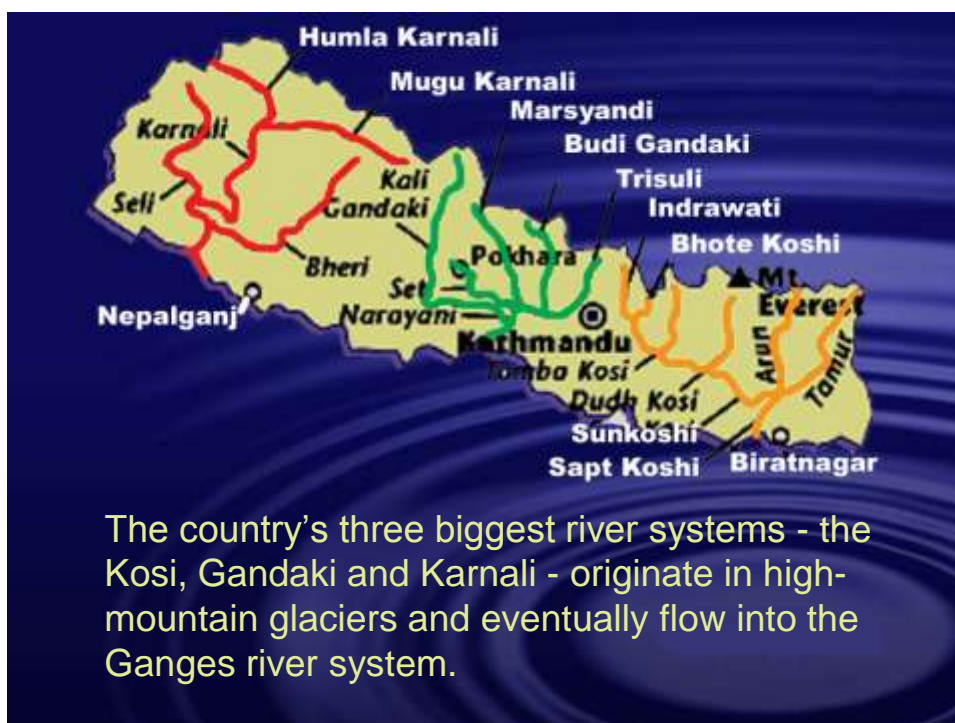 Humla Karnali
Mugu Karnali
Marsyandi
Budi Gandaki
Trisuli
Indrawati
Bhote Koshi
Karnali
Seli
Kali
Gandaki
Bheri
Pokhara
Mt
Everest
Nepalganj
Narayani
Kathmandu
Tomba Kosi
Dudh Kosi
Arun
Tamur
Sunkoshi
Sapt Koshi
Biratnagar
The country’s three biggest river systems - the
Kosi, Gandaki and Karnali - originate in high-
mountain glaciers and eventually flow into the
Ganges river system.